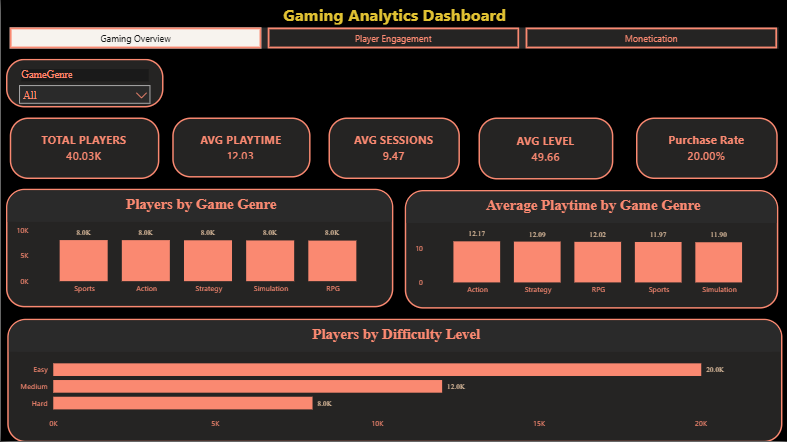 Gaming Analytics Dashboard
Gaming Overview
Player Engagement
Monetication
GameGenre
All
TOTAL PLAYERS
40.03K
AVG PLAYTIME
12.03
AVG SESSIONS
9.47
AVG LEVEL
49.66
Purchase Rate
20.00%
Players by Game Genre
10K
5K
0K
8.0K 8.0K 8.0K 8.0K 8.0K
Sports Action Strategy Simulation RPG
Average Playtime by Game Genre
10
0
12.17 12.09 12.02 11.97 11.90
Action Strategy RPG Sports Simulation
Players by Difficulty Level
Easy 20.0K
Medium 12.0K
Hard 8.0K
0K 5K 10K 15K 20K